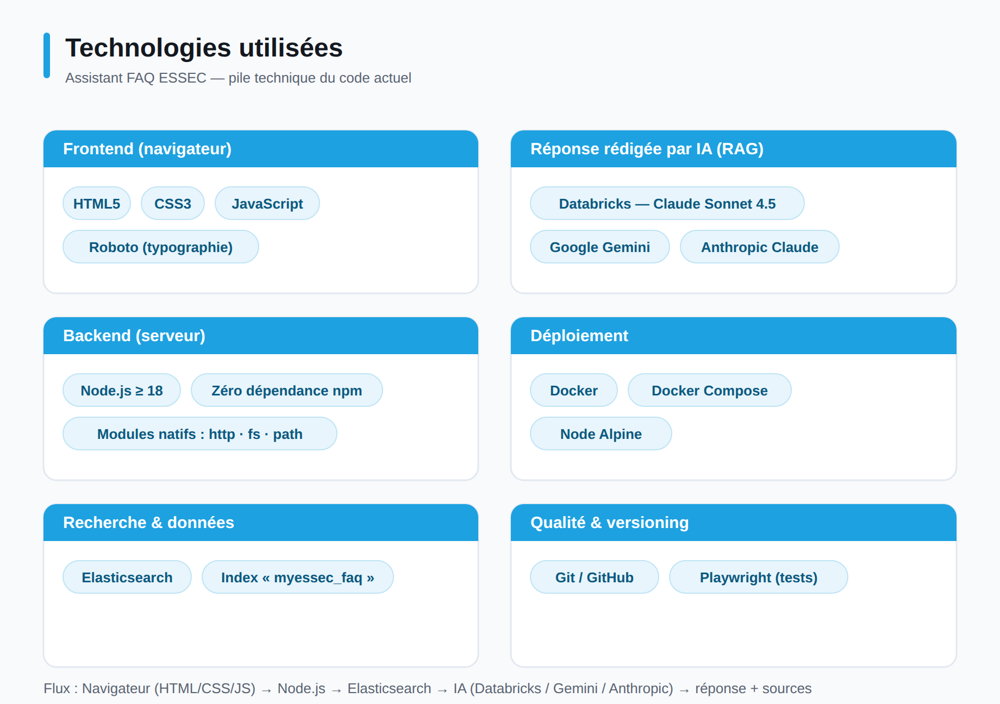 Technologies utilisées
Assistant FAQ ESSEC — pile technique du code actuel
Frontend (navigateur)
HTML5
CSS3
JavaScript
Roboto (typographie)
Réponse rédigée par IA (RAG)
Databricks — Claude Sonnet 4.5
Google Gemini
Anthropic Claude
Backend (serveur)
Node.js ≥ 18
Zéro dépendance npm
Modules natifs : http · fs · path
Déploiement
Docker
Docker Compose
Node Alpine
Recherche & données
Elasticsearch
Index « myessec_faq »
Qualité & versioning
Git / GitHub
Playwright (tests)
Flux : Navigateur (HTML/CSS/JS) → Node.js → Elasticsearch → IA (Databricks / Gemini / Anthropic) → réponse + sources